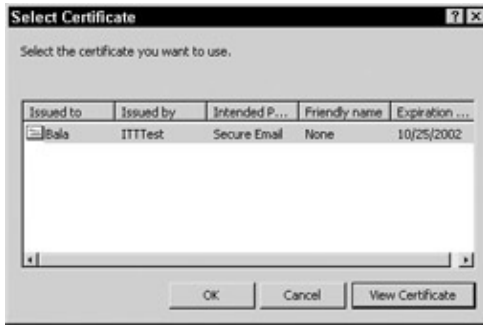 Select Certificate
Select the certificate you want to use.
Issued to Issued by Intended P... Friendly name Expiration ...
Bala ITTTest Secure Email None 10/25/2002
OK Cancel View Certificate